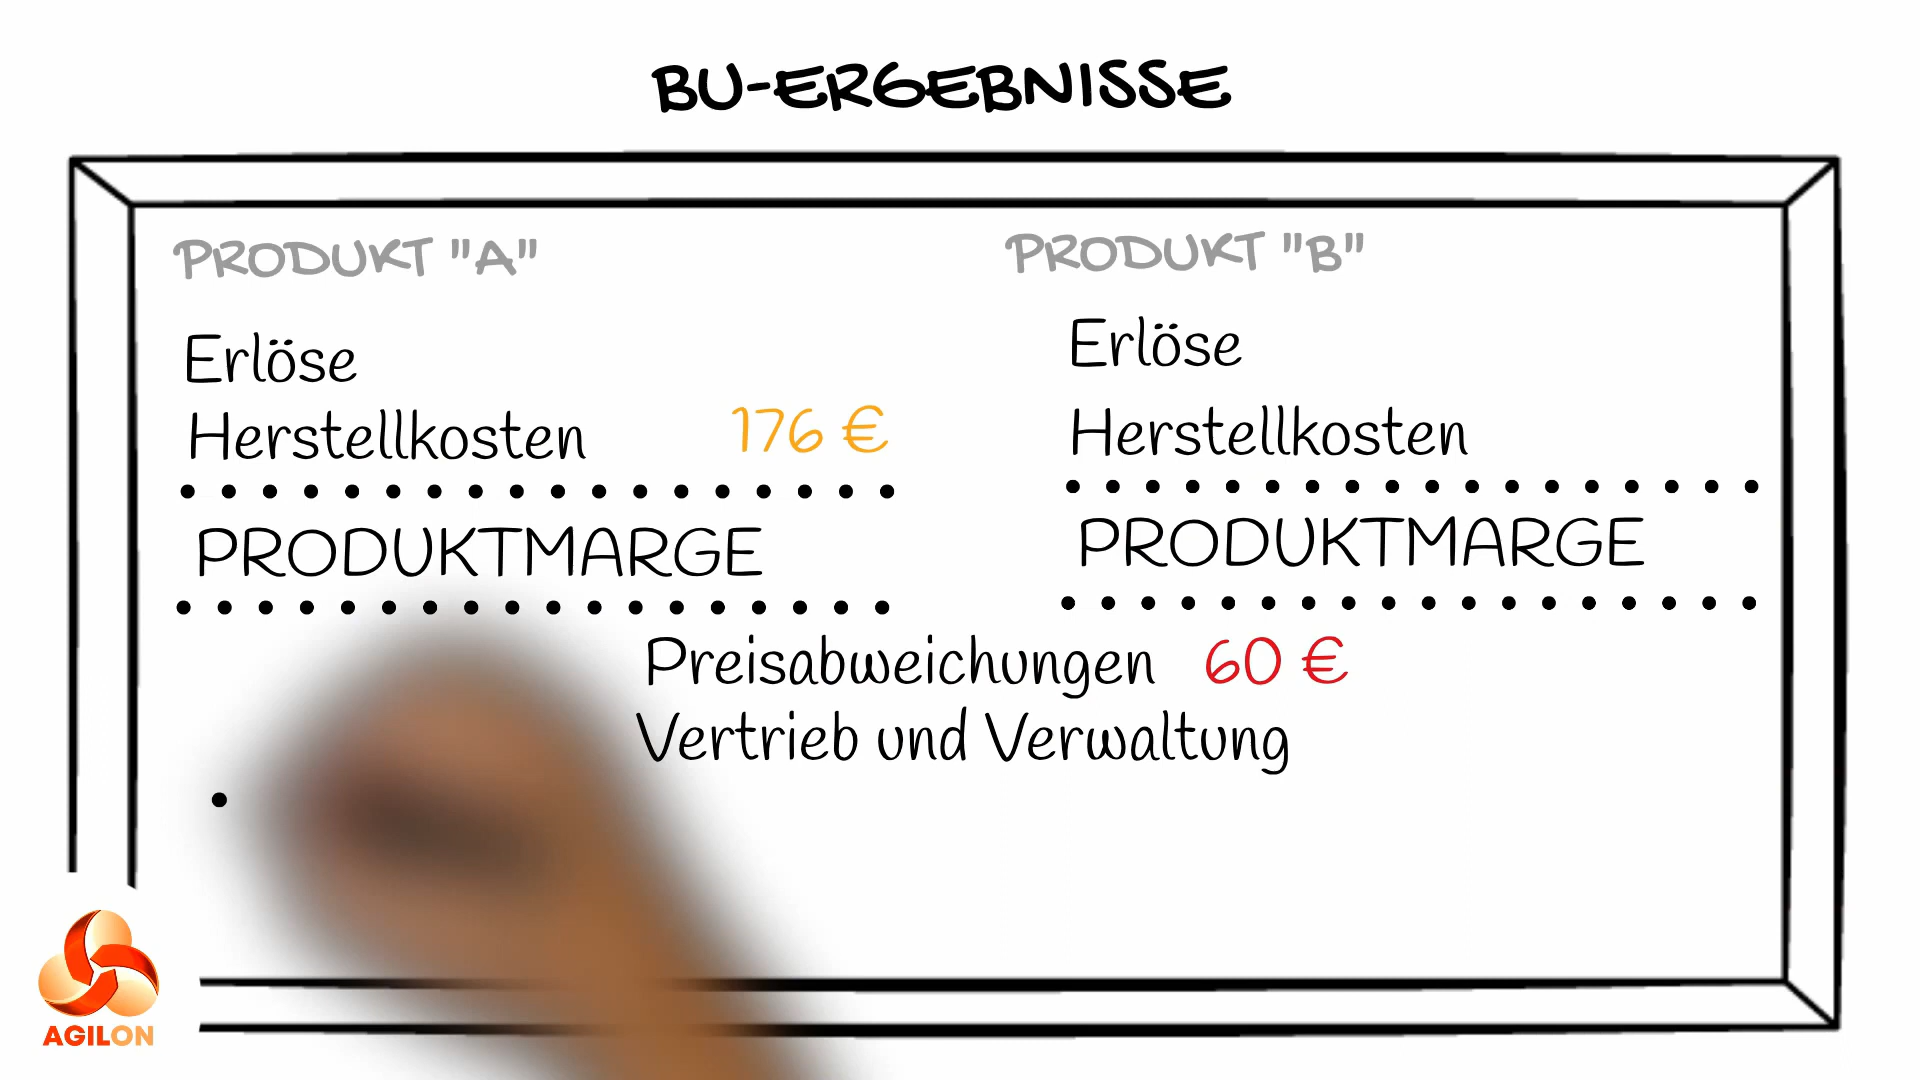 BU-ERGEBNISSE
PRODUKT "A"
Erlöse
Herstellkosten 176 €
PRODUKTMARGE
PRODUKT "B"
Erlöse
Herstellkosten
PRODUKTMARGE
Preisabweichungen 60 €
Vertrieb und Verwaltung
AGILON